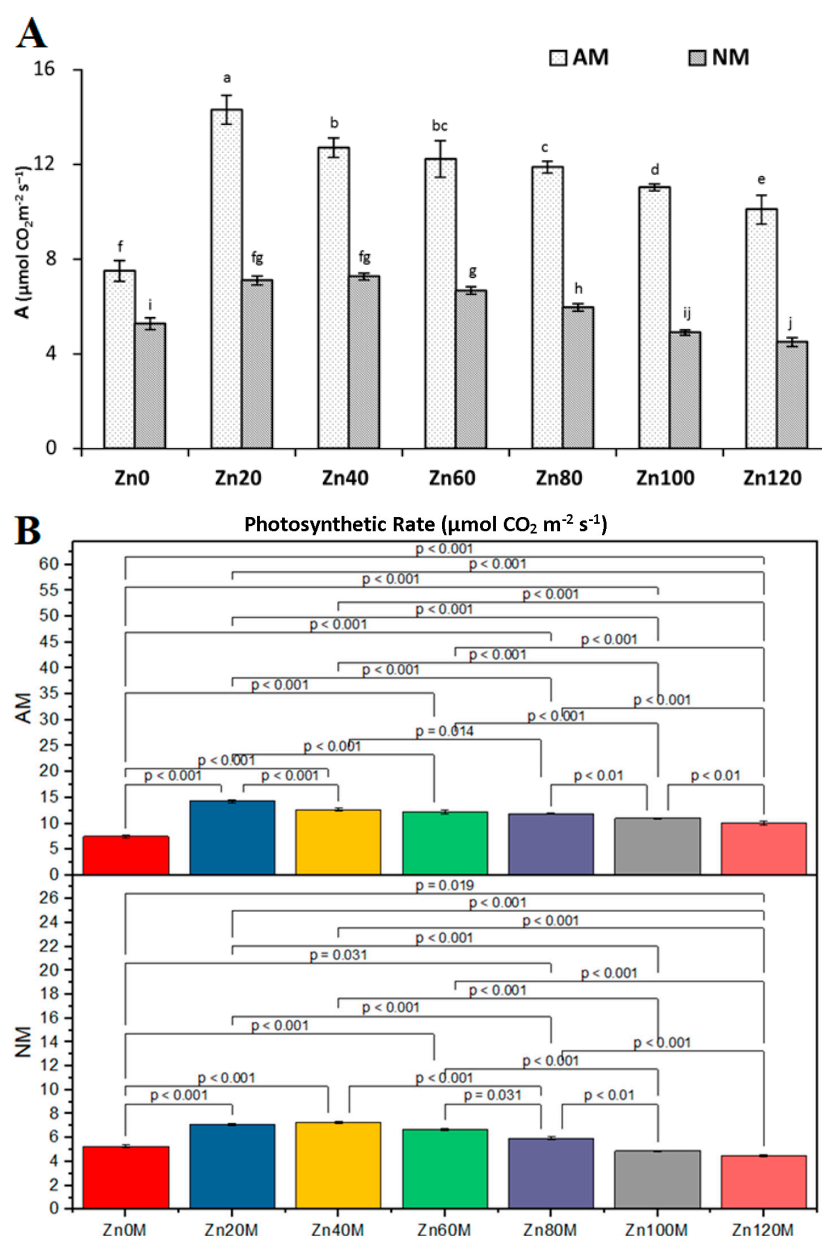 A
16
12
8
4
0
A (µmol CO₂m⁻² s⁻¹)
AM
NM
f
i
a
fg
b
fg
bc
g
c
h
d
ij
e
j
Zn0
Zn20
Zn40
Zn60
Zn80
Zn100
Zn120
B
Photosynthetic Rate (µmol CO₂ m⁻² s⁻¹)
AM
60
55
50
45
40
35
30
25
20
15
10
5
0
p < 0.001
p < 0.001
p < 0.001
p < 0.001
p < 0.001
p < 0.001
p < 0.001
p < 0.001
p < 0.001
p < 0.001
p < 0.001
p = 0.014
p < 0.001
p < 0.001
p < 0.001
p < 0.001
p < 0.01
p < 0.01
NM
26
24
22
20
18
16
14
12
10
8
7
6
5
4
3
2
1
0
p = 0.019
p < 0.001
p < 0.001
p < 0.001
p = 0.031
p < 0.001
p < 0.001
p < 0.001
p < 0.001
p < 0.001
p < 0.001
p < 0.001
p < 0.001
p < 0.001
p = 0.031
p < 0.01
Zn0M
Zn20M
Zn40M
Zn60M
Zn80M
Zn100M
Zn120M